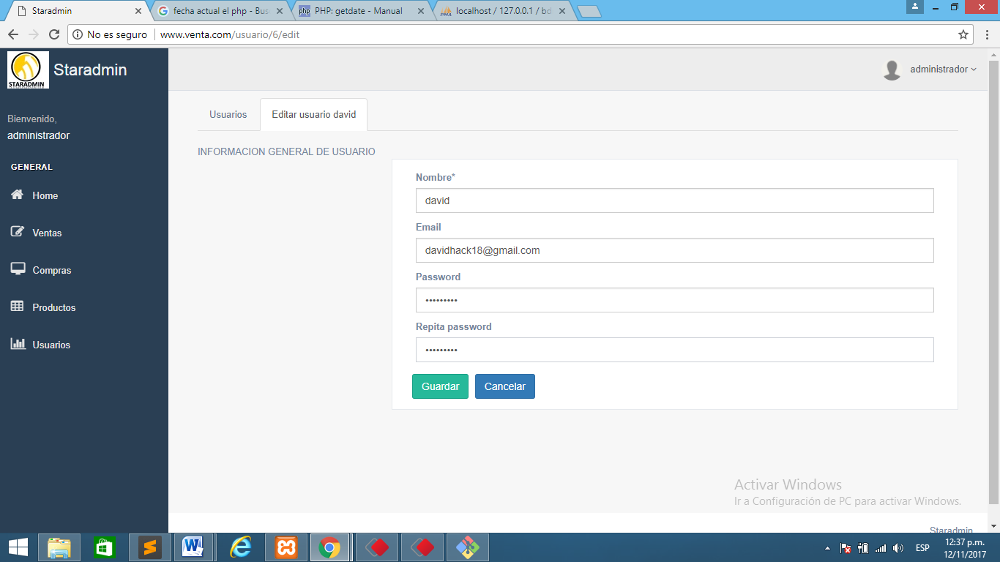 Staradmin
fecha actual el php - Bus
PHP: getdate - Manual
localhost / 127.0.0.1 / bd
No es seguro
www.venta.com/usuario/6/edit
STARADMIN
Staradmin
administrador
Bienvenido,
administrador
GENERAL
Home
Ventas
Compras
Productos
Usuarios
Usuarios
Editar usuario david
INFORMACION GENERAL DE USUARIO
Nombre*
david
Email
davidhack18@gmail.com
Password
•••••••••
Repita password
•••••••••
Guardar
Cancelar
Activar Windows
Ir a Configuración de PC para activar Windows.
Staradmin
ESP
12:37 p.m.
12/11/2017